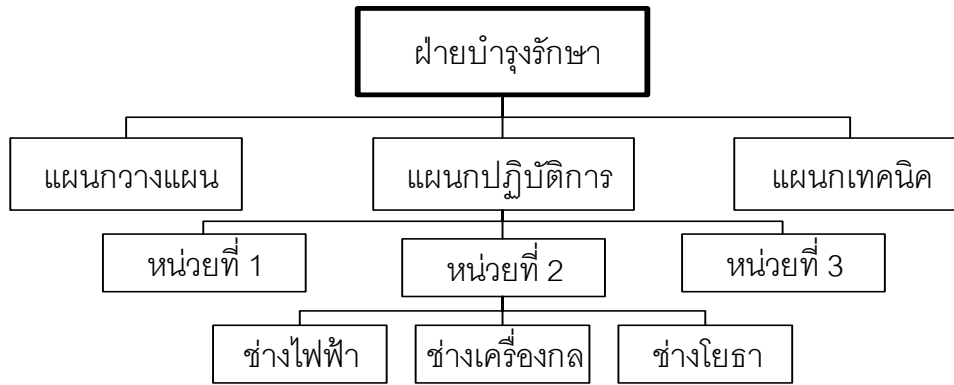 ฝ่ายบำรุงรักษา
แผนกวางแผน
แผนกปฏิบัติการ
แผนกเทคนิค
หน่วยที่ 1
หน่วยที่ 2
หน่วยที่ 3
ช่างไฟฟ้า
ช่างเครื่องกล
ช่างโยธา